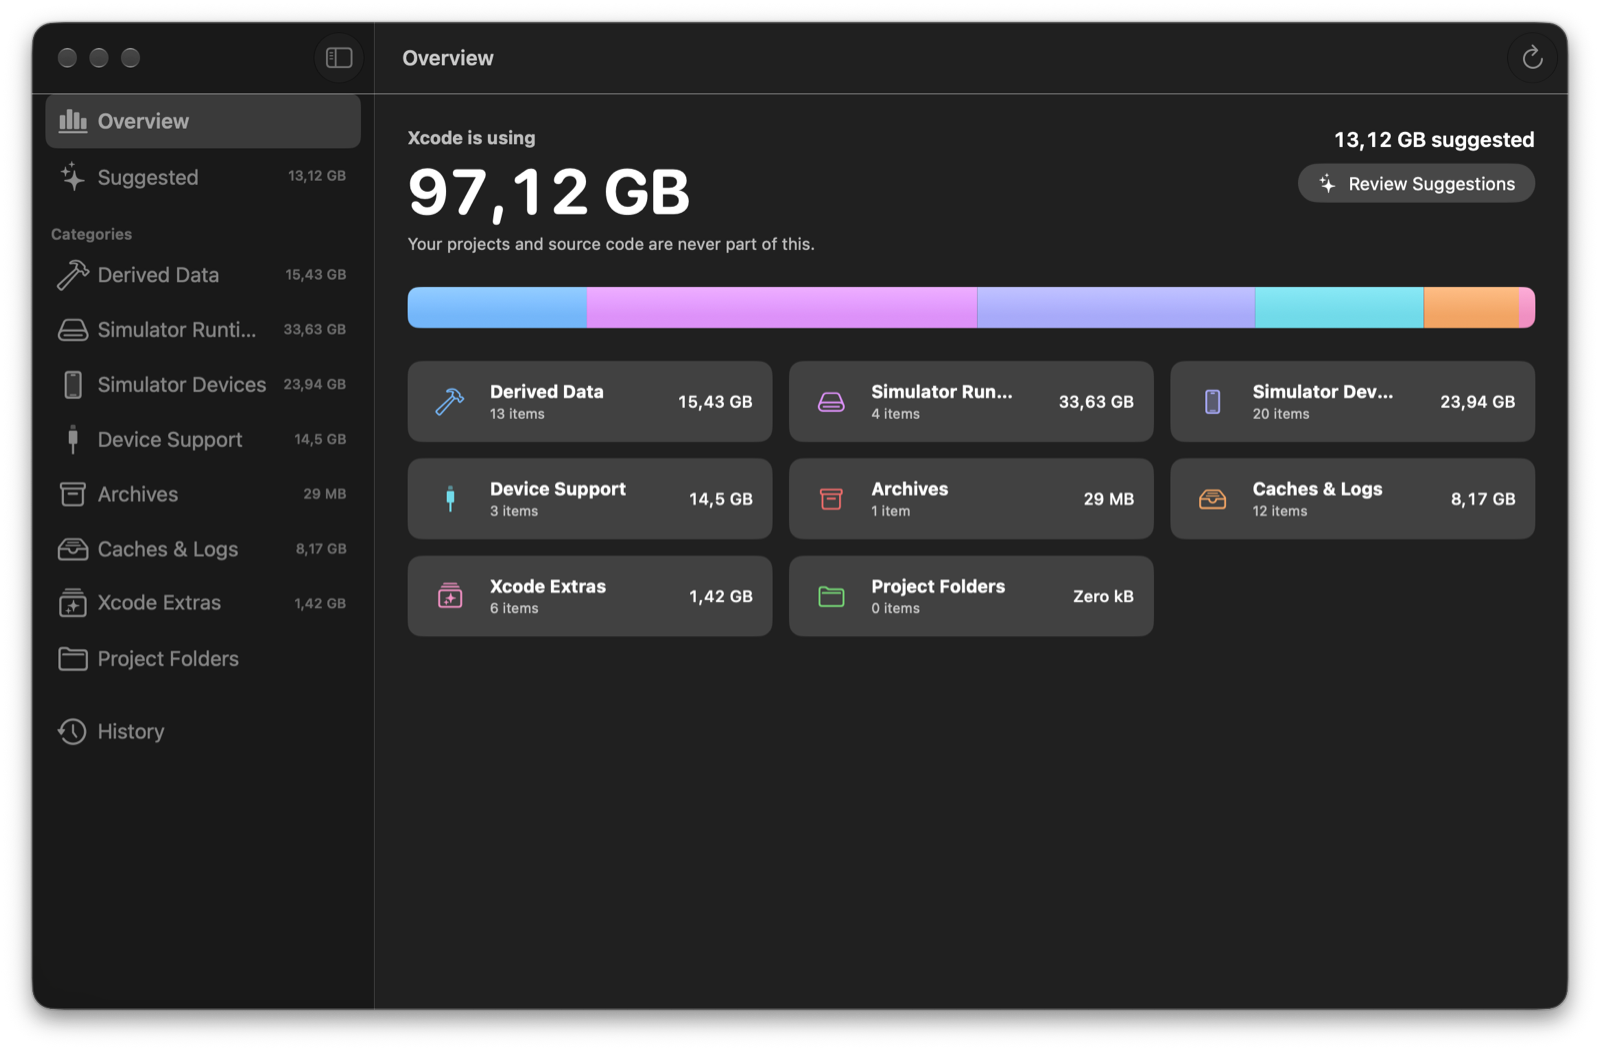 Overview
Overview
Suggested 13,12 GB
Categories
Derived Data 15,43 GB
Simulator Runti... 33,63 GB
Simulator Devices 23,94 GB
Device Support 14,5 GB
Archives 29 MB
Caches & Logs 8,17 GB
Xcode Extras 1,42 GB
Project Folders
History
Xcode is using
97,12 GB
Your projects and source code are never part of this.
13,12 GB suggested
Review Suggestions
Derived Data
13 items
15,43 GB
Simulator Run...
4 items
33,63 GB
Simulator Dev...
20 items
23,94 GB
Device Support
3 items
14,5 GB
Archives
1 item
29 MB
Caches & Logs
12 items
8,17 GB
Xcode Extras
6 items
1,42 GB
Project Folders
0 items
Zero kB